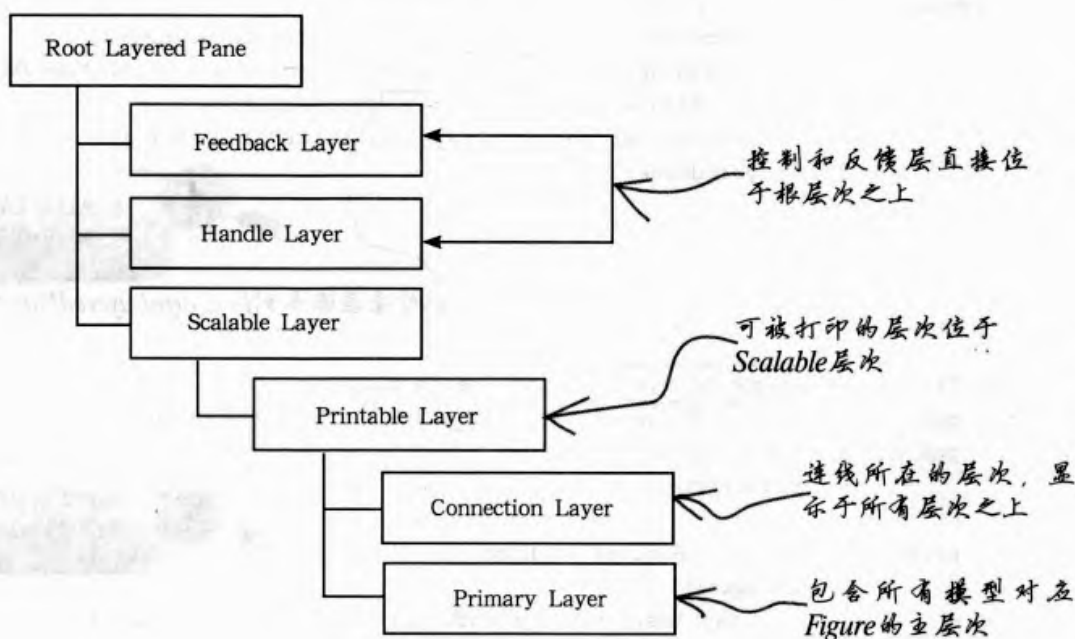 Root Layered Pane
Feedback Layer
控制和反馈层直接位
于根层次之上
Handle Layer
Scalable Layer
可被打印的层次位于
Scalable层次
Printable Layer
连线所在的层次，显
示于所有层次之上
Connection Layer
包含所有模型对应
Figure的主层次
Primary Layer